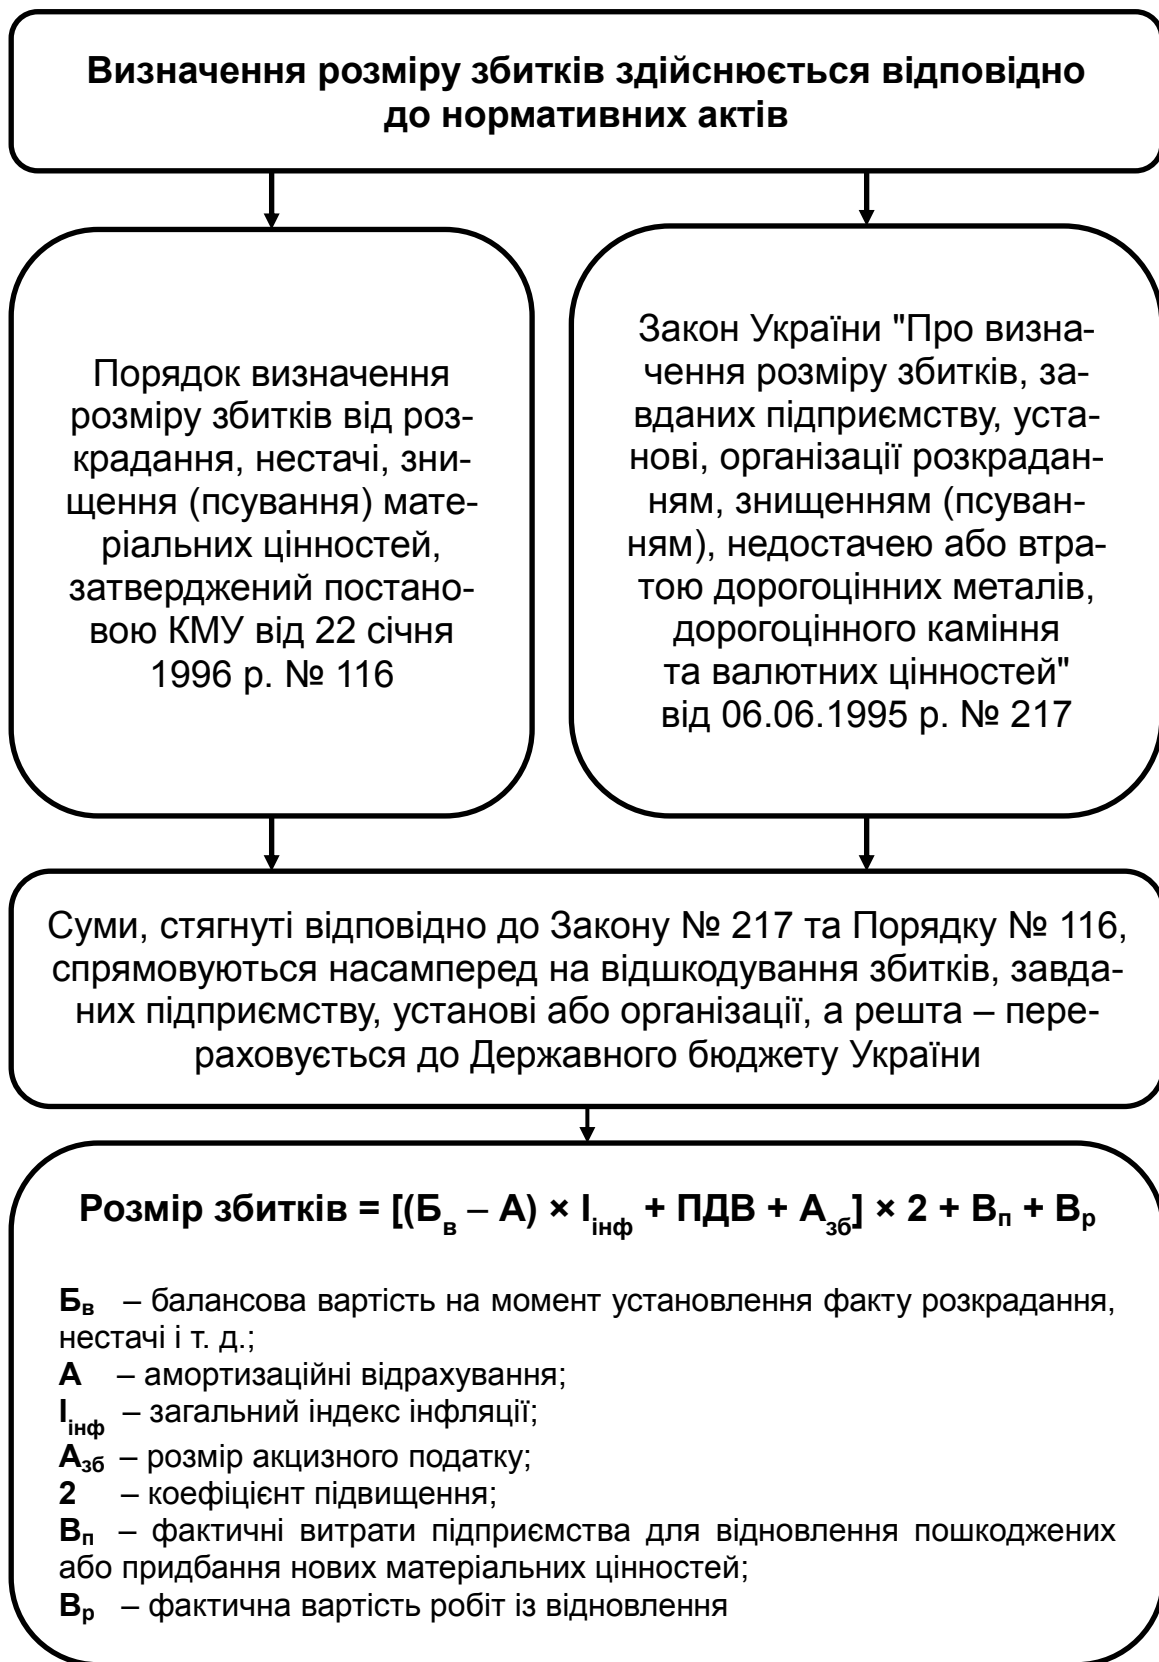 Визначення розміру збитків здійснюється відповідно
до нормативних актів
Порядок визначення
розміру збитків від роз-
крадання, нестачі, зни-
щення (псування) мате-
ріальних цінностей,
затверджений постано-
вою КМУ від 22 січня
1996 р. № 116
Закон України "Про визна-
чення розміру збитків, за-
вданих підприємству, уста-
нові, організації розкрадан-
ням, знищенням (псуван-
ням), недостачею або втра-
тою дорогоцінних металів,
дорогоцінного каміння
та валютних цінностей"
від 06.06.1995 р. № 217
Суми, стягнуті відповідно до Закону № 217 та Порядку № 116,
спрямовуються насамперед на відшкодування збитків, завда-
них підприємству, установі або організації, а решта – пере-
раховується до Державного бюджету України
Розмір збитків = [(Бв – А) × Іінф + ПДВ + Азб] × 2 + Вп + Вр
Бв – балансова вартість на момент установлення факту розкрадання,
нестачі і т. д.;
А – амортизаційні відрахування;
Іінф – загальний індекс інфляції;
Азб – розмір акцизного податку;
2 – коефіцієнт підвищення;
Вп – фактичні витрати підприємства для відновлення пошкоджених
або придбання нових матеріальних цінностей;
Вр – фактична вартість робіт із відновлення